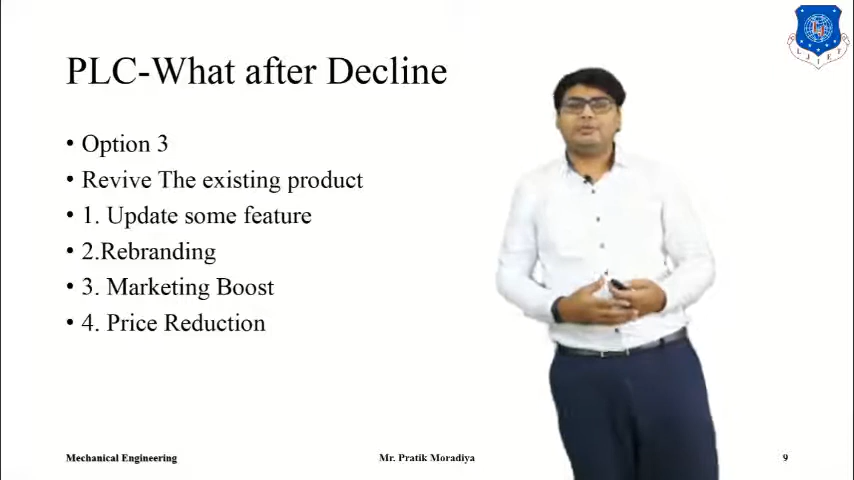 PLC-What after Decline
• Option 3
• Revive The existing product
• 1. Update some feature
• 2.Rebranding
• 3. Marketing Boost
• 4. Price Reduction
Mechanical Engineering
Mr. Pratik Moradiya
9
LJIET